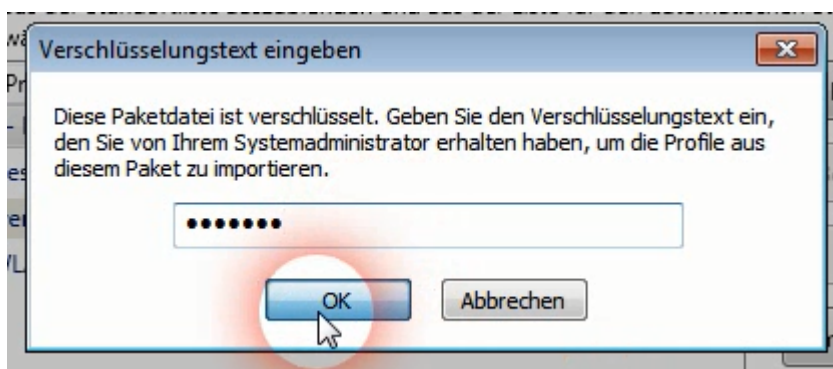 Verschlüsselungstext eingeben
Diese Paketdatei ist verschlüsselt. Geben Sie den Verschlüsselungstext ein,
den Sie von Ihrem Systemadministrator erhalten haben, um die Profile aus
diesem Paket zu importieren.
•••••••
OK
Abbrechen